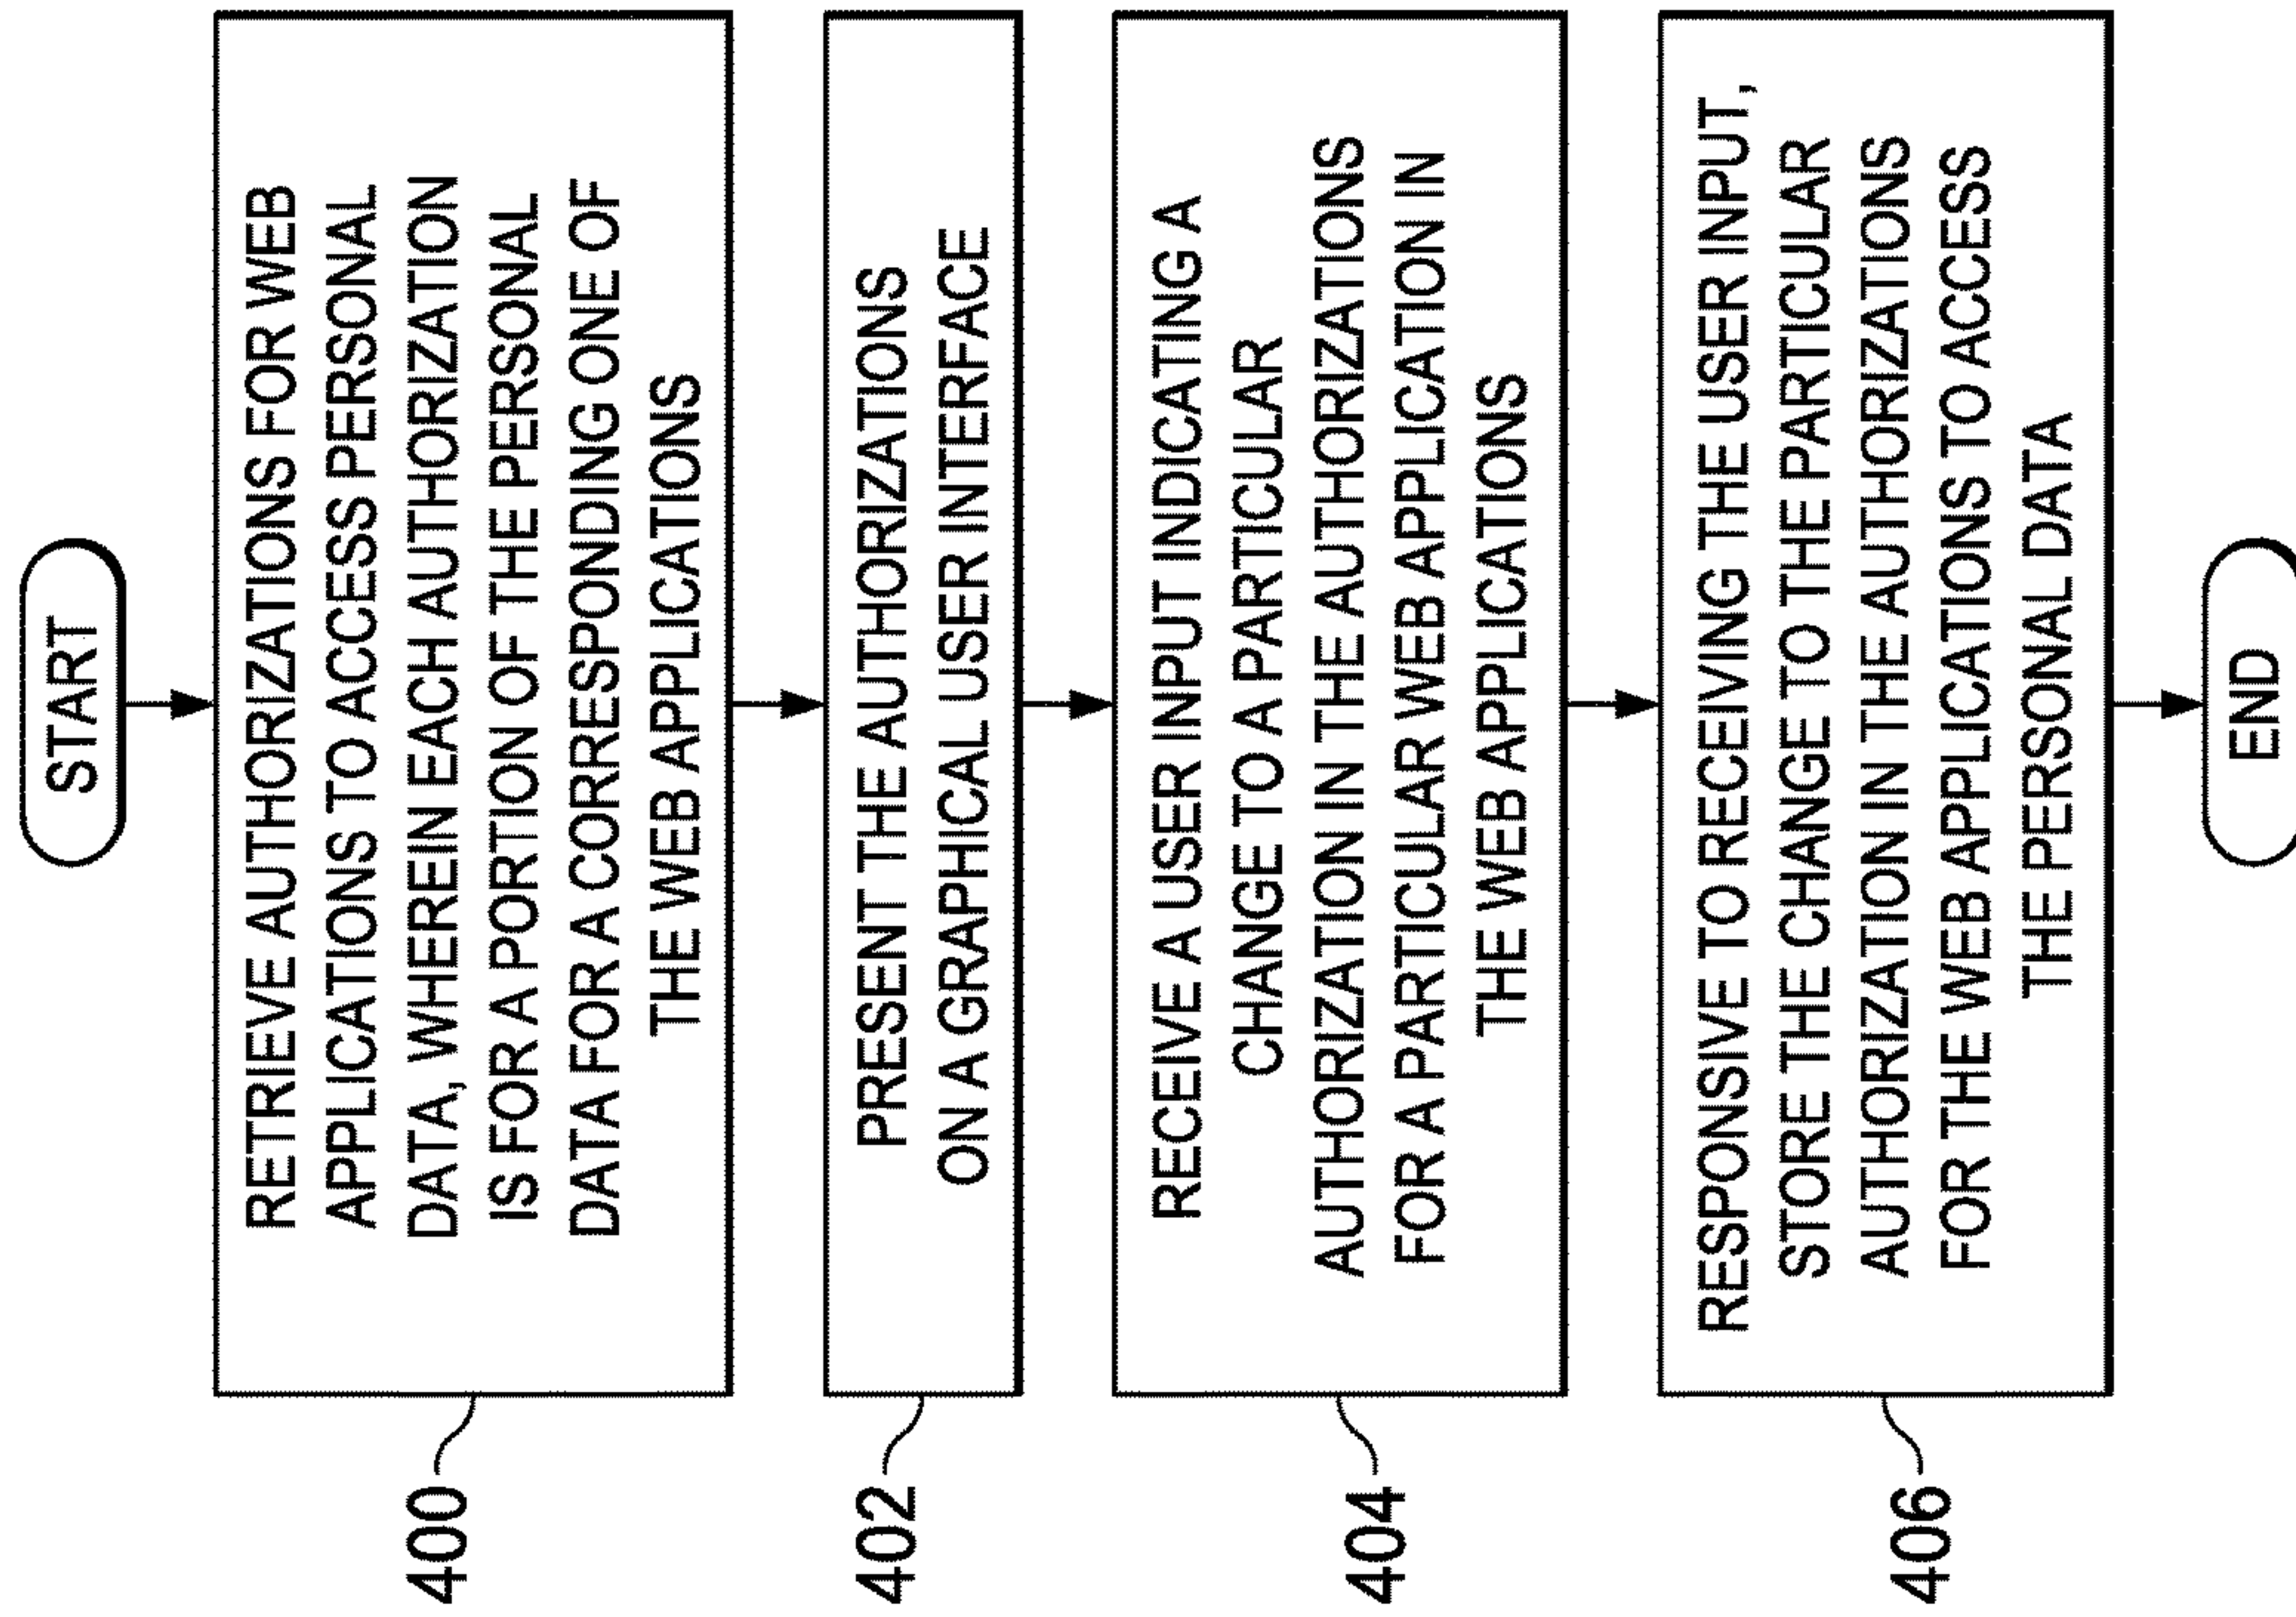 START
400
RETRIEVE AUTHORIZATIONS FOR WEB
APPLICATIONS TO ACCESS PERSONAL
DATA, WHEREIN EACH AUTHORIZATION
IS FOR A PORTION OF THE PERSONAL
DATA FOR A CORRESPONDING ONE OF
THE WEB APPLICATIONS
402
PRESENT THE AUTHORIZATIONS
ON A GRAPHICAL USER INTERFACE
404
RECEIVE A USER INPUT INDICATING A
CHANGE TO A PARTICULAR
AUTHORIZATION IN THE AUTHORIZATIONS
FOR A PARTICULAR WEB APPLICATION IN
THE WEB APPLICATIONS
406
RESPONSIVE TO RECEIVING THE USER INPUT,
STORE THE CHANGE TO THE PARTICULAR
AUTHORIZATION IN THE AUTHORIZATIONS
FOR THE WEB APPLICATIONS TO ACCESS
THE PERSONAL DATA
END